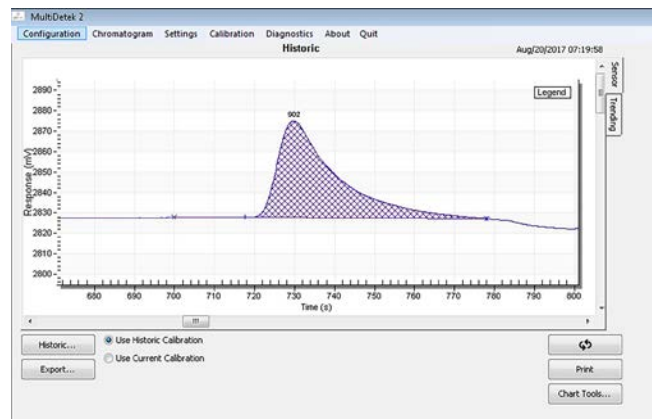 MultiDetek 2
Configuration Chromatogram Settings Calibration Diagnostics About Quit
Historic
Aug/20/2017 07:19:58
Sensor
Trending
Legend
902
Response (mV)
2890
2880
2870
2860
2850
2840
2830
2820
2810
2800
680 690 700 710 720 730 740 750 760 770 780 790 800
Time (s)
Historic...
Use Historic Calibration
Export...
Use Current Calibration
Print
Chart Tools...